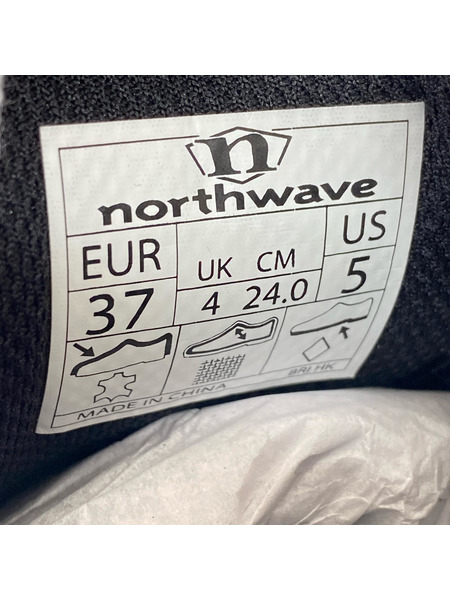 n
northwave
EUR UK CM US
37 4 24.0 5
MADE IN CHINA BRI HK